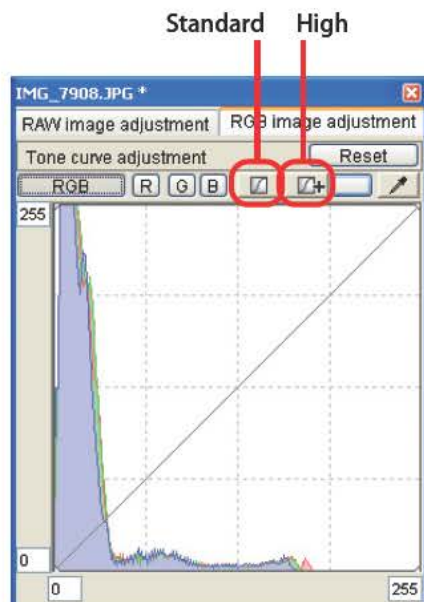 Standard High
IMG_7908.JPG *
RAW image adjustment RGB image adjustment
Tone curve adjustment Reset
RGB R G B
255
0
0 255